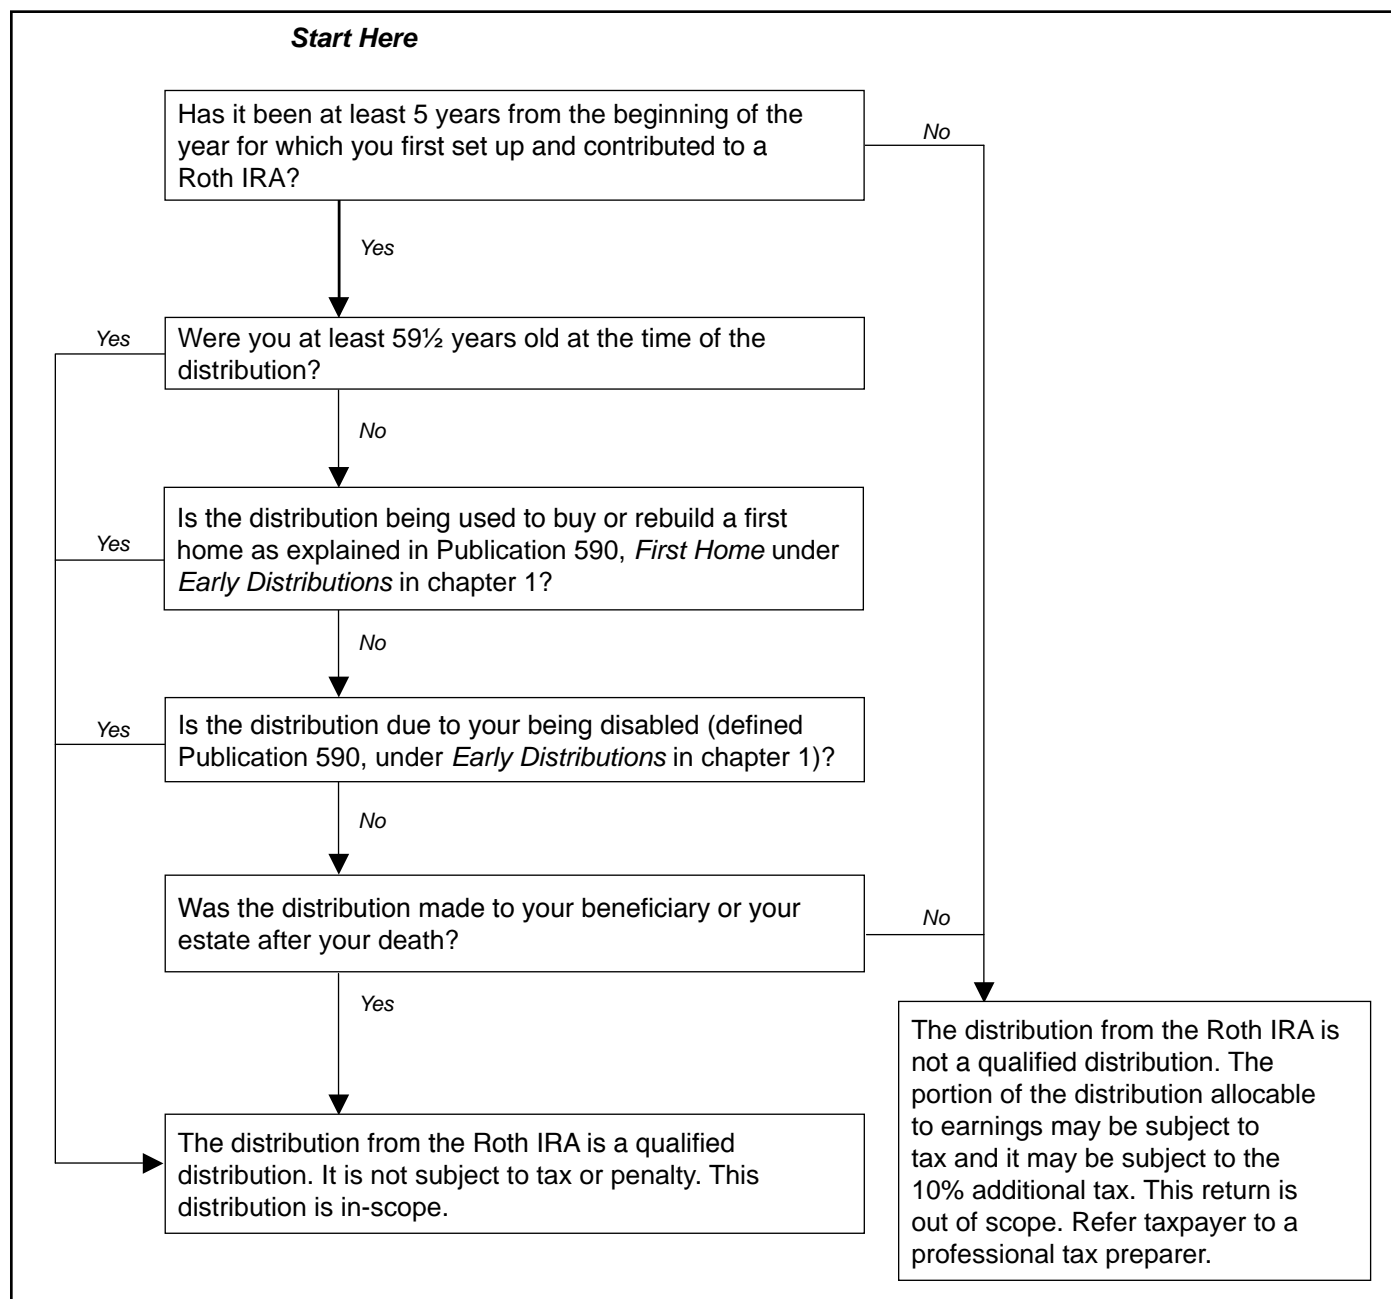 Start Here
Has it been at least 5 years from the beginning of the
year for which you first set up and contributed to a
Roth IRA?
No
Yes
Yes
Were you at least 59½ years old at the time of the
distribution?
No
Yes
Is the distribution being used to buy or rebuild a first
home as explained in Publication 590, First Home under
Early Distributions in chapter 1?
No
Yes
Is the distribution due to your being disabled (defined
Publication 590, under Early Distributions in chapter 1)?
No
Was the distribution made to your beneficiary or your
estate after your death?
No
Yes
The distribution from the Roth IRA is a qualified
distribution. It is not subject to tax or penalty. This
distribution is in-scope.
The distribution from the Roth IRA is
not a qualified distribution. The
portion of the distribution allocable
to earnings may be subject to
tax and it may be subject to the
10% additional tax. This return is
out of scope. Refer taxpayer to a
professional tax preparer.